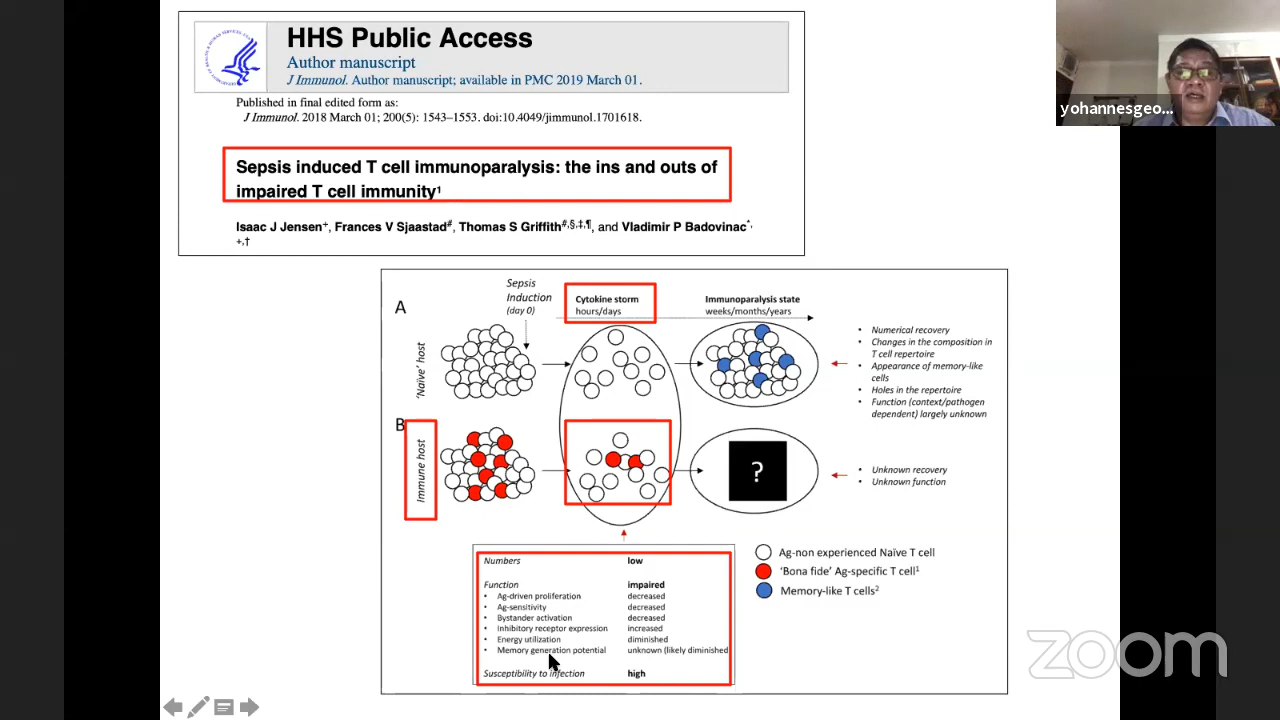 HHS Public Access
Author manuscript
J Immunol. Author manuscript; available in PMC 2019 March 01.
Published in final edited form as:
J Immunol. 2018 March 01; 200(5): 1543–1553. doi:10.4049/jimmunol.1701618.
Sepsis induced T cell immunoparalysis: the ins and outs of
impaired T cell immunity¹
Isaac J Jensen⁺, Frances V Sjaastad#, Thomas S Griffith#,§,‡,¶, and Vladimir P Badovinac*,
+,†
yohannesgeo...
A
Sepsis
Induction
(day 0)
Cytokine storm
hours/days
Immunoparalysis state
weeks/months/years
'Naïve' host
• Numerical recovery
• Changes in the composition in
T cell repertoire
• Appearance of memory-like
cells
• Holes in the repertoire
• Function (context/pathogen
dependent) largely unknown
B
Immune host
?
• Unknown recovery
• Unknown function
Numbers low
Function impaired
• Ag-driven proliferation decreased
• Ag-sensitivity decreased
• Bystander activation decreased
• Inhibitory receptor expression increased
• Energy utilization diminished
• Memory generation potential unknown (likely diminished
Susceptibility to infection high
Ag-non experienced Naïve T cell
'Bona fide' Ag-specific T cell¹
Memory-like T cells²
zoom